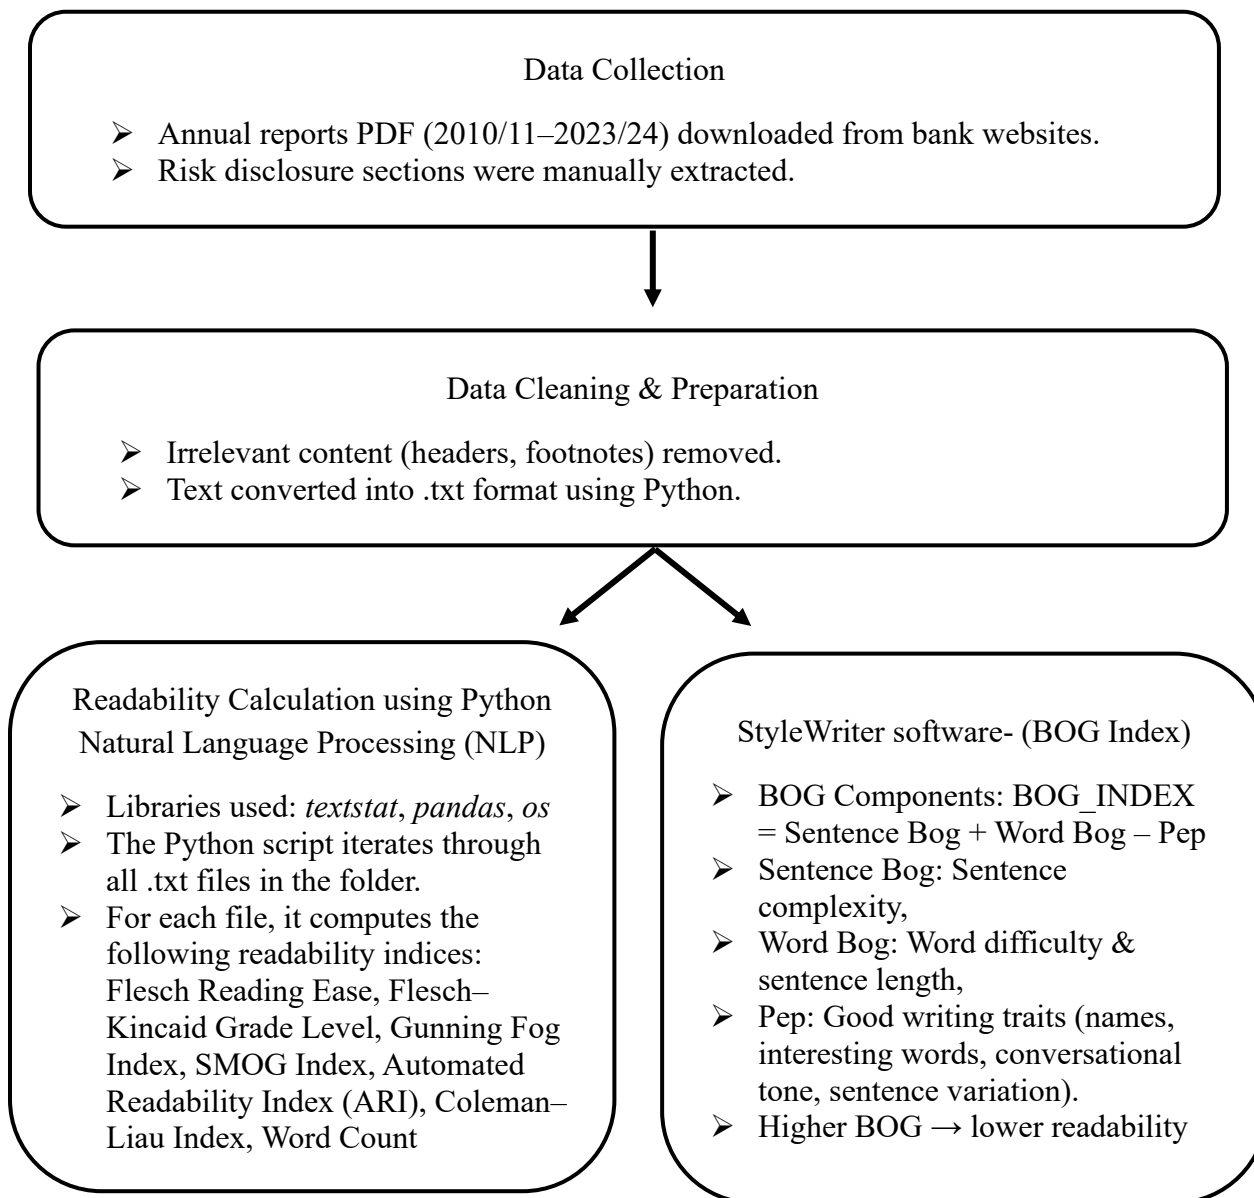 Data Collection
➢ Annual reports PDF (2010/11–2023/24) downloaded from bank websites.
➢ Risk disclosure sections were manually extracted.
Data Cleaning & Preparation
➢ Irrelevant content (headers, footnotes) removed.
➢ Text converted into .txt format using Python.
Readability Calculation using Python
Natural Language Processing (NLP)
➢ Libraries used: textstat, pandas, os
➢ The Python script iterates through
all .txt files in the folder.
➢ For each file, it computes the
following readability indices:
Flesch Reading Ease, Flesch–
Kincaid Grade Level, Gunning Fog
Index, SMOG Index, Automated
Readability Index (ARI), Coleman–
Liau Index, Word Count
StyleWriter software- (BOG Index)
➢ BOG Components: BOG_INDEX
= Sentence Bog + Word Bog – Pep
➢ Sentence Bog: Sentence
complexity,
➢ Word Bog: Word difficulty &
sentence length,
➢ Pep: Good writing traits (names,
interesting words, conversational
tone, sentence variation).
➢ Higher BOG → lower readability